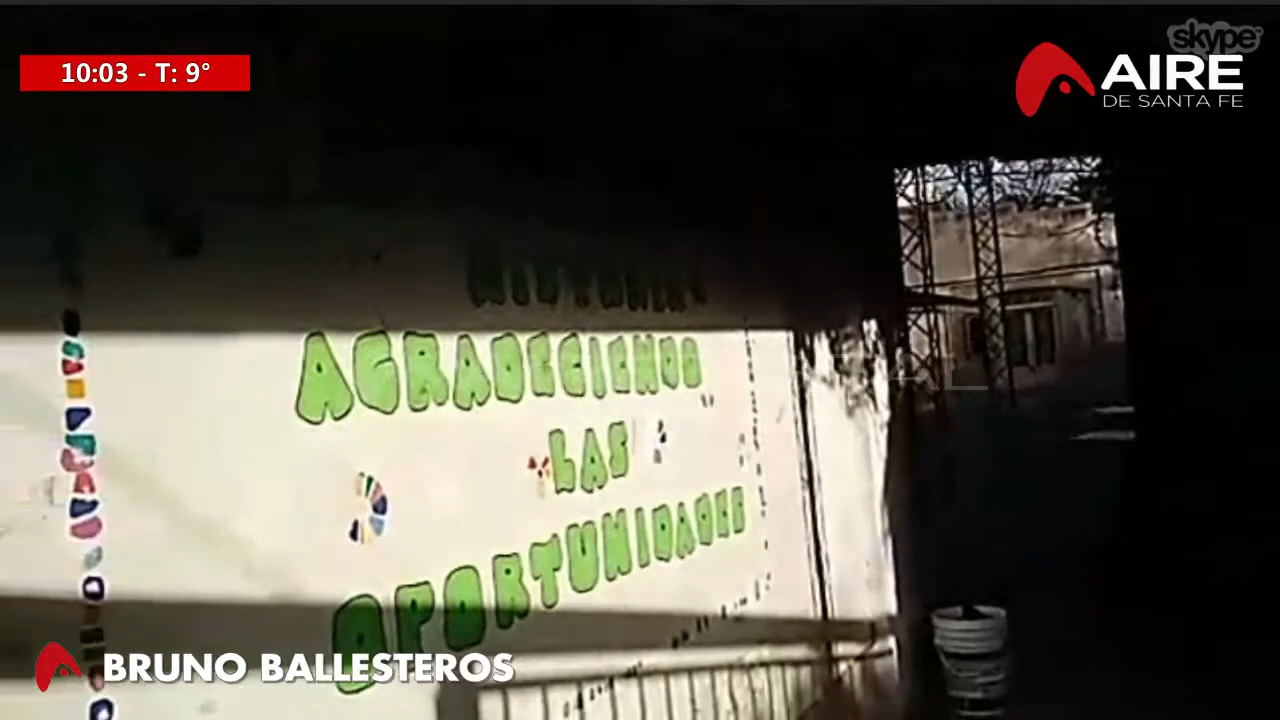 skype
10:03 - T: 9°
AIRE
DE SANTA FE
AGRADECIENDO
LAS
OPORTUNIDADES
BRUNO BALLESTEROS